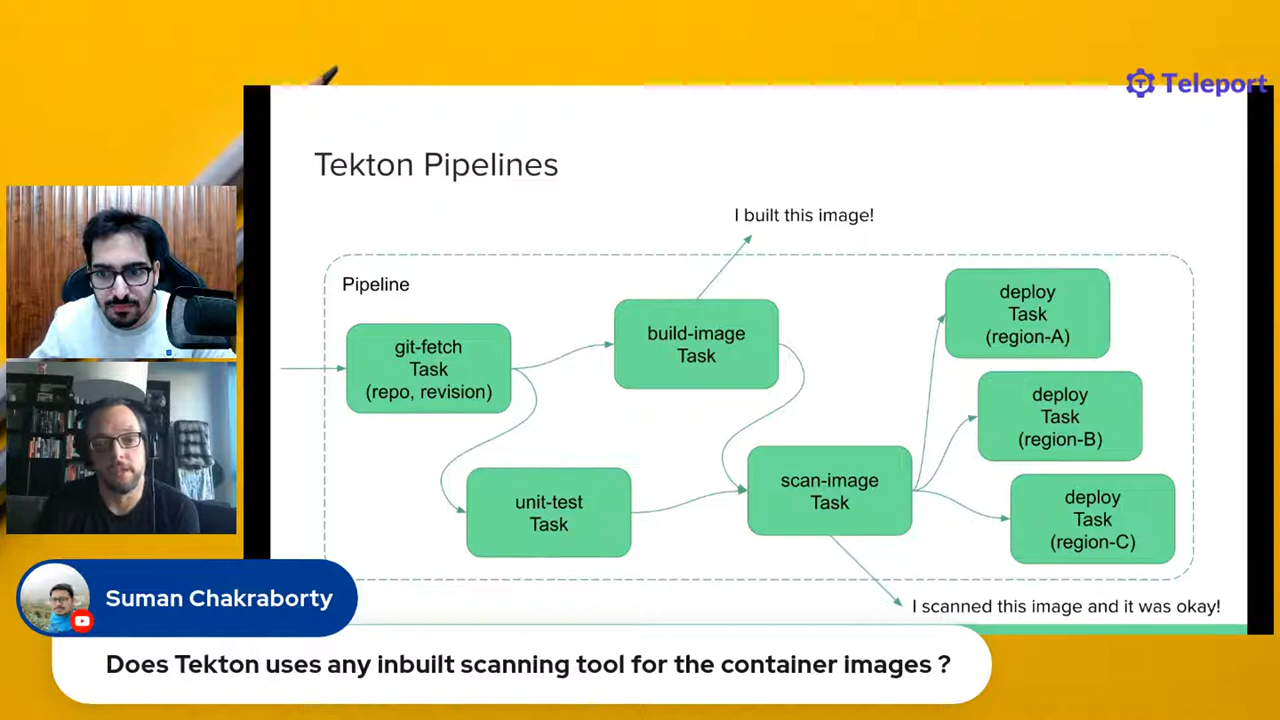 Teleport
Tekton Pipelines
I built this image!
Pipeline
git-fetch
Task
(repo, revision)
build-image
Task
unit-test
Task
scan-image
Task
deploy
Task
(region-A)
deploy
Task
(region-B)
deploy
Task
(region-C)
I scanned this image and it was okay!
Suman Chakraborty
Does Tekton uses any inbuilt scanning tool for the container images ?